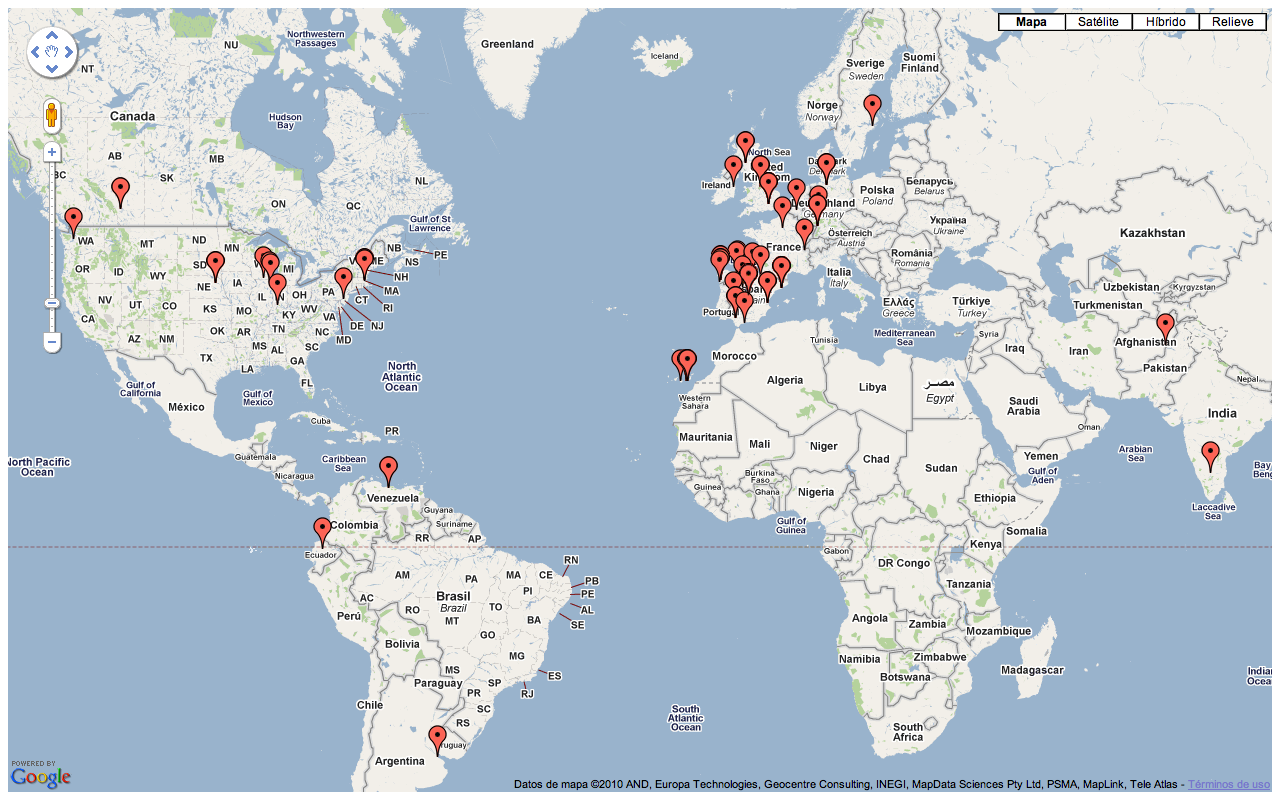 Mapa
Satélite
Híbrido
Relieve
Northwestern
Passages
Greenland
Iceland
Sverige
Sweden
Suomi
Finland
NU
NT
Norge
Norway
Canada
Hudson
Bay
AB
BC
SK
MB
ON
QC
NL
North Sea
Ireland
Polska
Poland
Беларусь
Belarus
Україна
Ukraine
Germany
Österreich
Austria
France
România
Romania
Italia
Italy
Ελλάς
Greece
Türkiye
Turkey
Kazakhstan
Uzbekistan
Kyrgyzstan
Turkmenistan
Gulf of St
Lawrence
NB
PE
NS
ME
NH
MA
RI
CT
NJ
DE
MD
WA
MT
ND
MN
OR
ID
WY
SD
NE
IA
MI
NV
UT
CO
KS
MO
IL
OH
PA
WV
VA
KY
CA
AZ
NM
OK
AR
TN
NC
SC
MS
AL
GA
TX
LA
FL
Portugal
Mediterranean
Sea
Syria
Iraq
Iran
Afghanistan
Pakistan
Nepal
India
Tunisia
Morocco
Algeria
Libya
مصر
Egypt
Saudi
Arabia
Oman
Yemen
Gulf of
Aden
Arabian
Sea
Laccadive
Sea
North
Atlantic
Ocean
Gulf of
California
Gulf of
Mexico
México
Cuba
PR
Guatemala
Nicaragua
Caribbean
Sea
North Pacific
Ocean
Western
Sahara
Mauritania
Mali
Niger
Chad
Sudan
Burkina
Faso
Guinea
Ghana
Nigeria
Ethiopia
Somalia
Gulf of
Guinea
Gabon
DR Congo
Kenya
Tanzania
Angola
Zambia
Mozambique
Namibia
Zimbabwe
Botswana
Madagascar
South
Africa
Venezuela
Guyana
Suriname
Colombia
Ecuador
RR
AP
AM
PA
MA
CE
RN
PB
PE
AL
SE
PI
AC
RO
TO
BA
Brasil
Brazil
MT
GO
MG
ES
RJ
MS
SP
PR
SC
RS
Perú
Bolivia
Paraguay
Chile
Argentina
South
Atlantic
Ocean
POWERED BY
Google
Datos de mapa ©2010 AND, Europa Technologies, Geocentre Consulting, INEGI, MapData Sciences Pty Ltd, PSMA, MapLink, Tele Atlas - Términos de uso